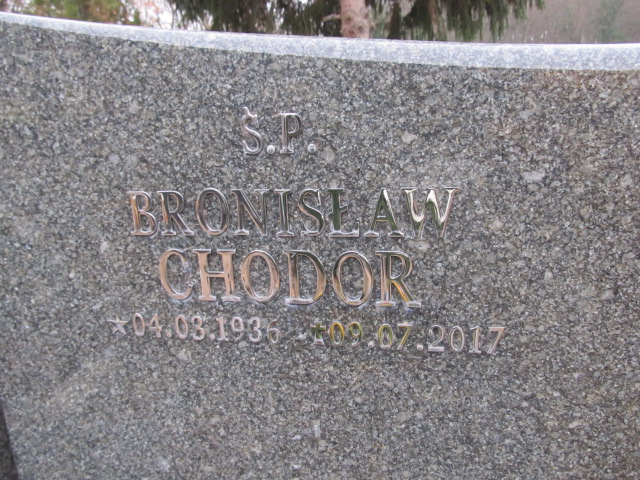 Ś.P.
BRONISŁAW
CHODOR
*04.03.1936 †09.07.2017